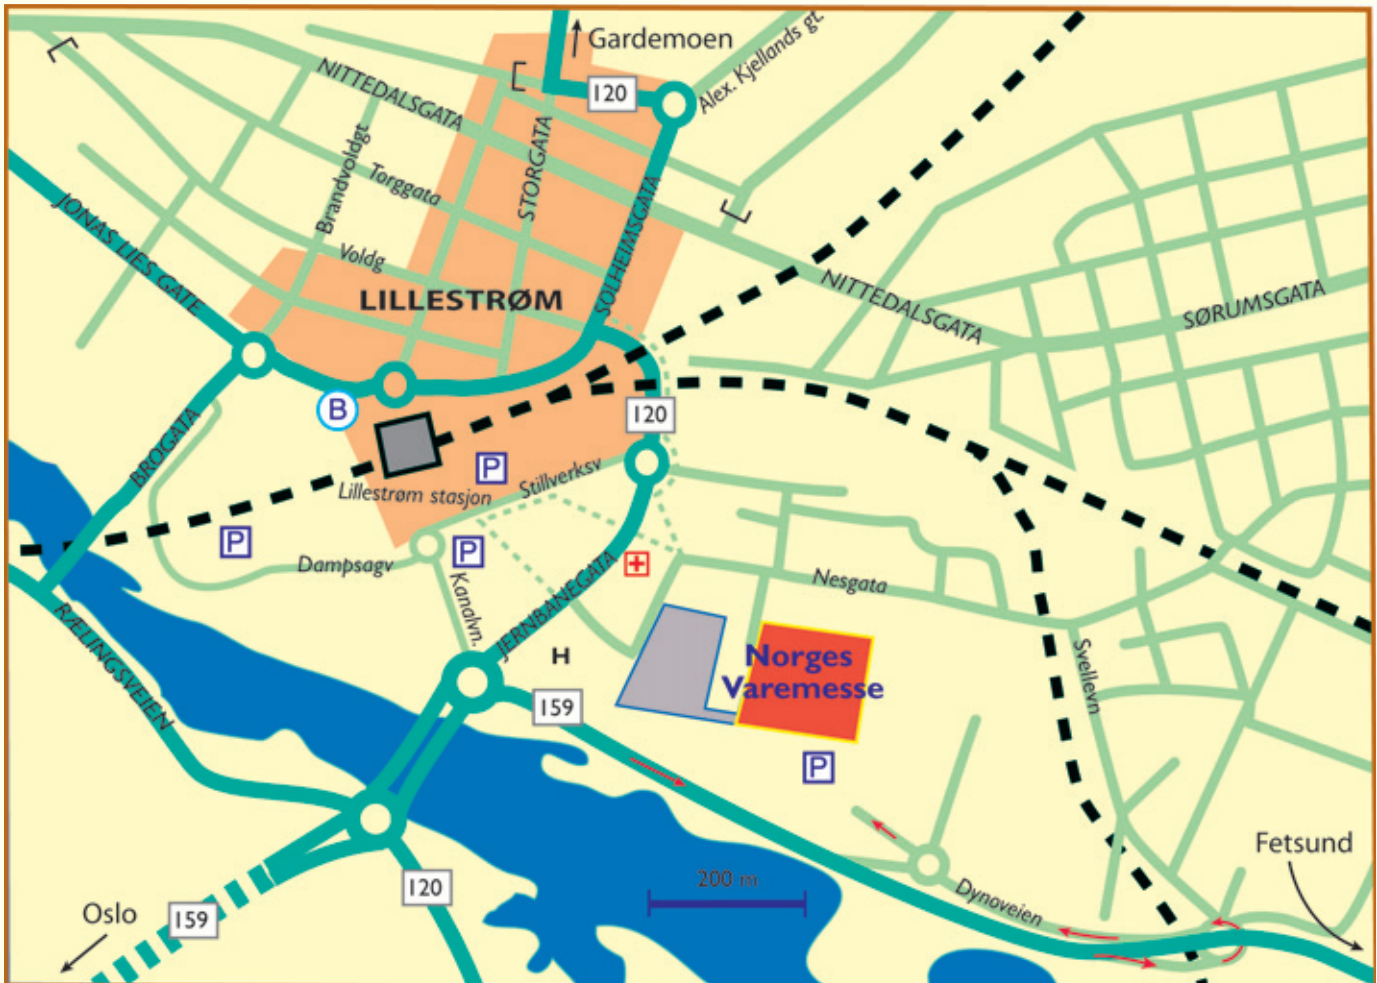 Gardemoen
Alex. Kjellands gt.
120
NITTEDALSGATA
STORGATA
Brandvoldgt
Torggata
JONAS LIES GATE
SOLHEIMSGATA
Voldg
LILLESTRØM
NITTEDALSGATA
SØRUMSGATA
B
120
BROGATA
P
Stillverksv
Lillestrøm stasjon
P
P
Dampsagv
Kanalvn.
JERNBANEGATA
Nesgata
RÆLINGSVEIEN
H
Norges
Varemesse
Svellevn
159
P
200 m
Fetsund
120
Dynoveien
Oslo
159